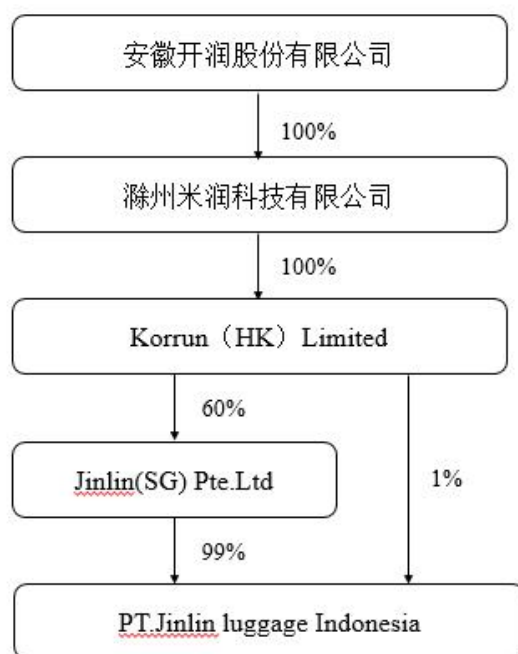 安徽开润股份有限公司
100%
滁州米润科技有限公司
100%
Korrun（HK）Limited
60%
Jinlin(SG) Pte.Ltd
1%
99%
PT.Jinlin luggage Indonesia